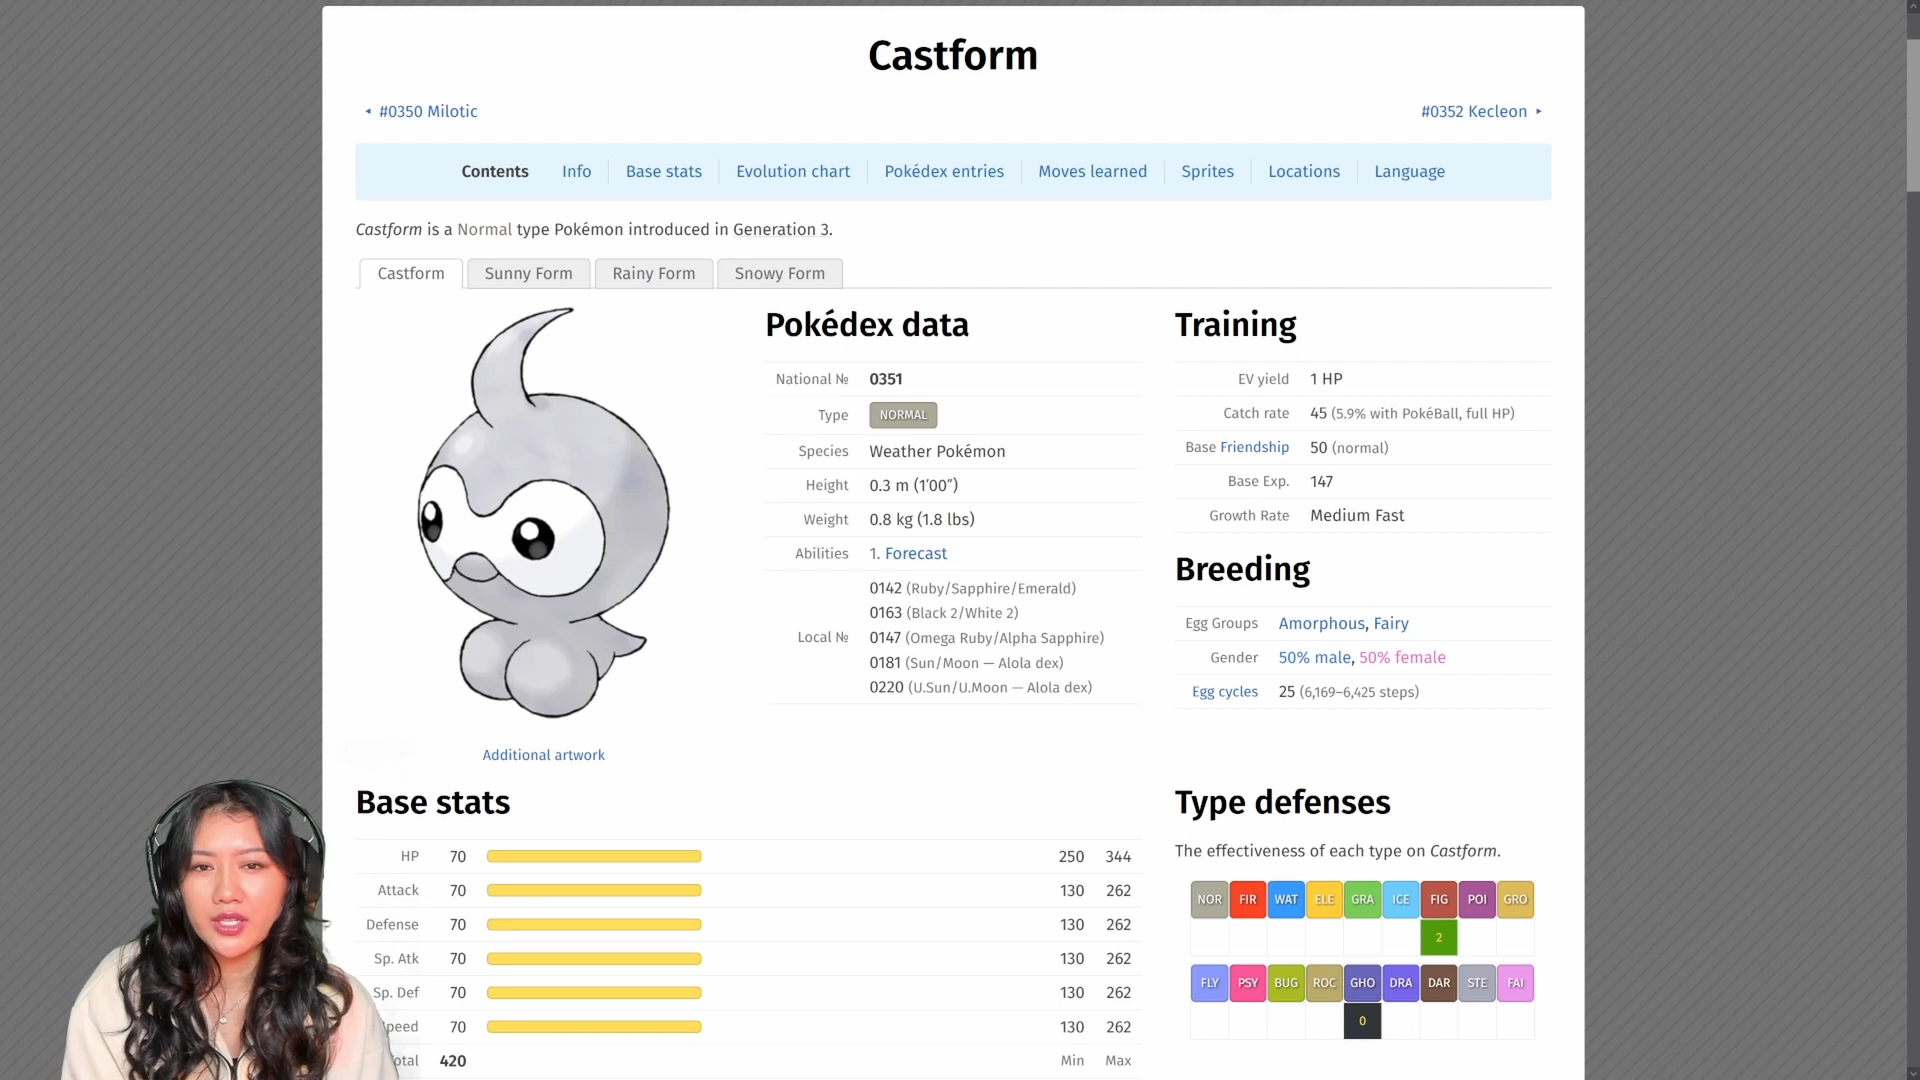 Castform
#0350 Milotic
#0352 Kecleon
Contents Info Base stats Evolution chart Pokédex entries Moves learned Sprites Locations Language
Castform is a Normal type Pokémon introduced in Generation 3.
Castform Sunny Form Rainy Form Snowy Form
Additional artwork
Pokédex data
National № 0351
Type NORMAL
Species Weather Pokémon
Height 0.3 m (1′00″)
Weight 0.8 kg (1.8 lbs)
Abilities 1. Forecast
Local № 0142 (Ruby/Sapphire/Emerald)
0163 (Black 2/White 2)
0147 (Omega Ruby/Alpha Sapphire)
0181 (Sun/Moon — Alola dex)
0220 (U.Sun/U.Moon — Alola dex)
Training
EV yield 1 HP
Catch rate 45 (5.9% with PokéBall, full HP)
Base Friendship 50 (normal)
Base Exp. 147
Growth Rate Medium Fast
Breeding
Egg Groups Amorphous, Fairy
Gender 50% male, 50% female
Egg cycles 25 (6,169–6,425 steps)
Base stats
HP 70 250 344
Attack 70 130 262
Defense 70 130 262
Sp. Atk 70 130 262
Sp. Def 70 130 262
peed 70 130 262
otal 420 Min Max
Type defenses
The effectiveness of each type on Castform.
NOR FIR WAT ELE GRA ICE FIG POI GRO
2
FLY PSY BUG ROC GHO DRA DAR STE FAI
0